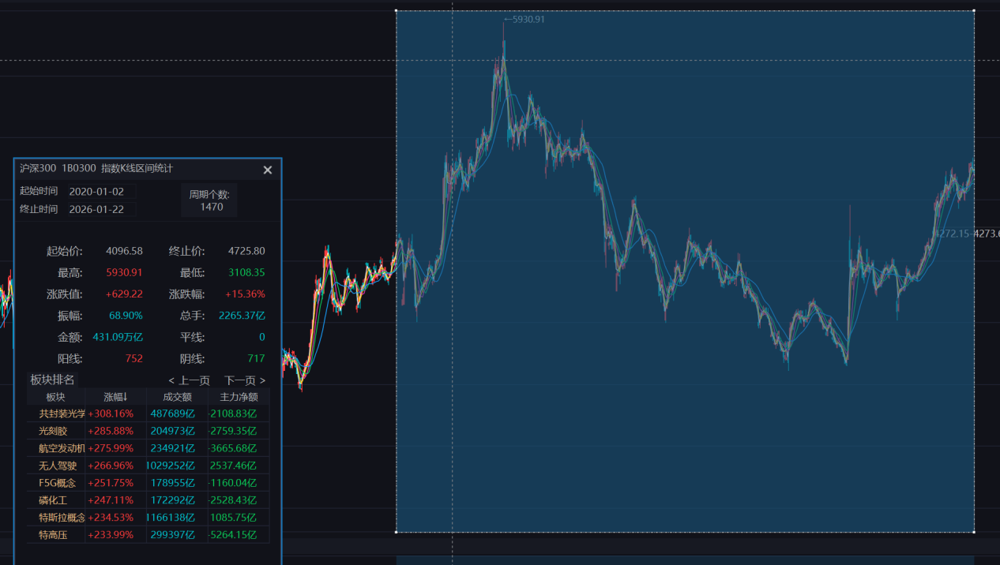 ←5930.91
沪深300 1B0300 指数K线区间统计
起始时间 2020-01-02
终止时间 2026-01-22
周期个数:
1470
起始价: 4096.58 终止价: 4725.80
最高: 5930.91 最低: 3108.35
涨跌值: +629.22 涨跌幅: +15.36%
振幅: 68.90% 总手: 2265.37亿
金额: 431.09万亿 平线: 0
阳线: 752 阴线: 717
板块排名 < 上一页 下一页 >
板块 涨幅↓ 成交额 主力净额
共封装光学 +308.16% 487689亿 -2108.83亿
光刻胶 +285.88% 204973亿 -2759.35亿
航空发动机 +275.99% 234921亿 -3665.68亿
无人驾驶 +266.96% 1029252亿 2537.46亿
F5G概念 +251.75% 178955亿 -1160.04亿
磷化工 +247.11% 172292亿 -2528.43亿
特斯拉概念 +234.53% 1166138亿 1085.75亿
特高压 +233.99% 299397亿 -5264.15亿
4272.15-4273.6